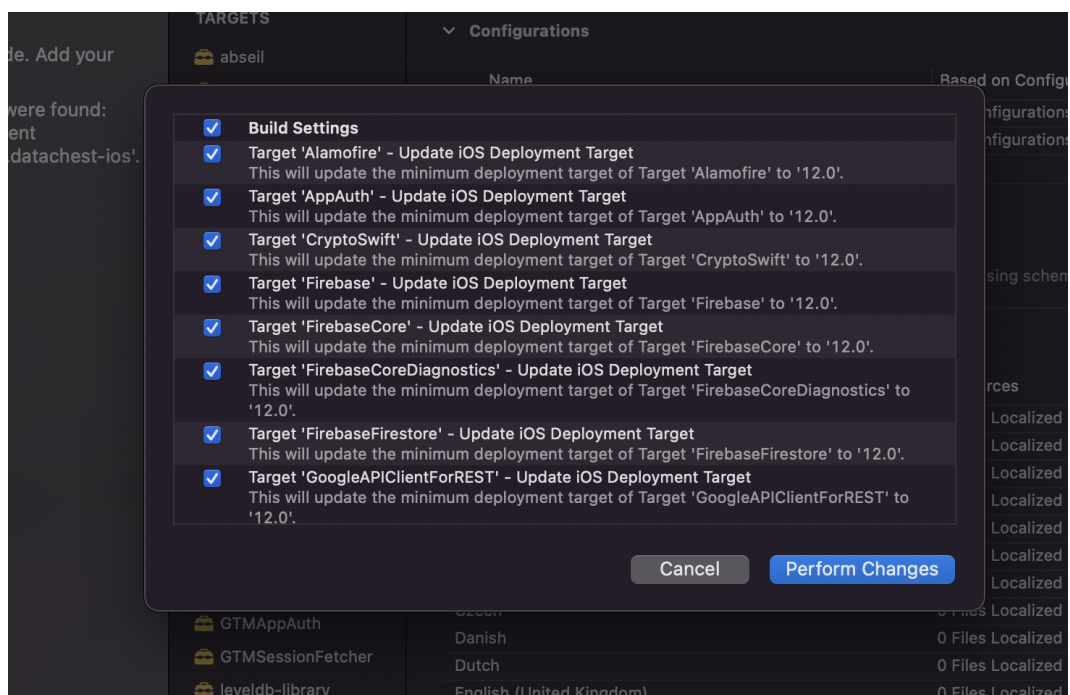 TARGETS
de. Add your
abseil
Configurations
Name
Based on Configu
were found:
ent
.datachest-ios'.
nfigurations
nfigurations
Build Settings
Target 'Alamofire' - Update iOS Deployment Target
This will update the minimum deployment target of Target 'Alamofire' to '12.0'.
Target 'AppAuth' - Update iOS Deployment Target
This will update the minimum deployment target of Target 'AppAuth' to '12.0'.
Target 'CryptoSwift' - Update iOS Deployment Target
This will update the minimum deployment target of Target 'CryptoSwift' to '12.0'.
sing schem
Target 'Firebase' - Update iOS Deployment Target
This will update the minimum deployment target of Target 'Firebase' to '12.0'.
Target 'FirebaseCore' - Update iOS Deployment Target
This will update the minimum deployment target of Target 'FirebaseCore' to '12.0'.
Target 'FirebaseCoreDiagnostics' - Update iOS Deployment Target
This will update the minimum deployment target of Target 'FirebaseCoreDiagnostics' to
'12.0'.
rces
Localized
Target 'FirebaseFirestore' - Update iOS Deployment Target
This will update the minimum deployment target of Target 'FirebaseFirestore' to '12.0'.
Localized
Localized
Target 'GoogleAPIClientForREST' - Update iOS Deployment Target
This will update the minimum deployment target of Target 'GoogleAPIClientForREST' to
'12.0'.
Localized
Localized
Localized
Localized
Cancel
Perform Changes
Czech
0 Files Localized
GTMAppAuth
Danish
0 Files Localized
GTMSessionFetcher
Dutch
0 Files Localized
leveldb-library
English (United Kingdom)
0 Files Localized